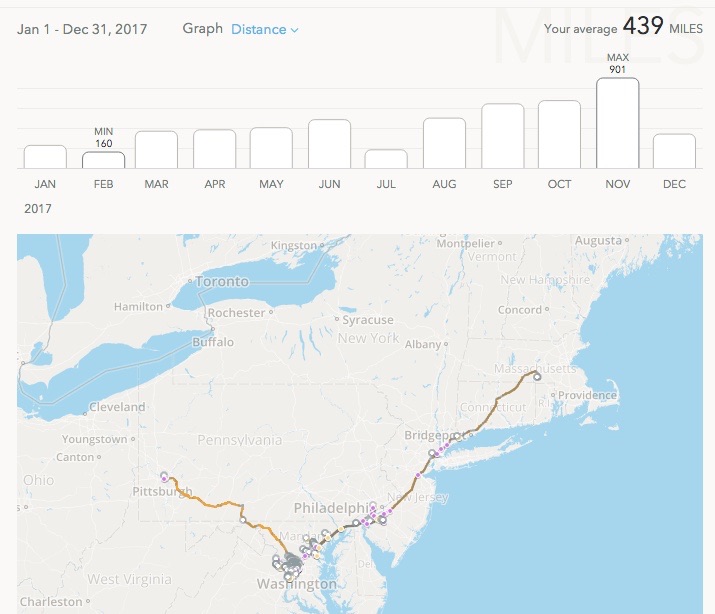 MILES
Jan 1 - Dec 31, 2017 Graph Distance Your average 439 MILES
MAX
901
MIN
160
JAN FEB MAR APR MAY JUN JUL AUG SEP OCT NOV DEC
2017
Kingston Montpelier Augusta
Vermont
Toronto New Hampshire
Hamilton Rochester Concord
Syracuse
Buffalo New York Albany
Massachusetts
Cleveland Connecticut R Providence
Youngstown Pennsylvania Bridgeport
Canton
Ohio
Pittsburgh New Jersey
Philadelphia
Maryland
De
West Virginia Washington
Charleston